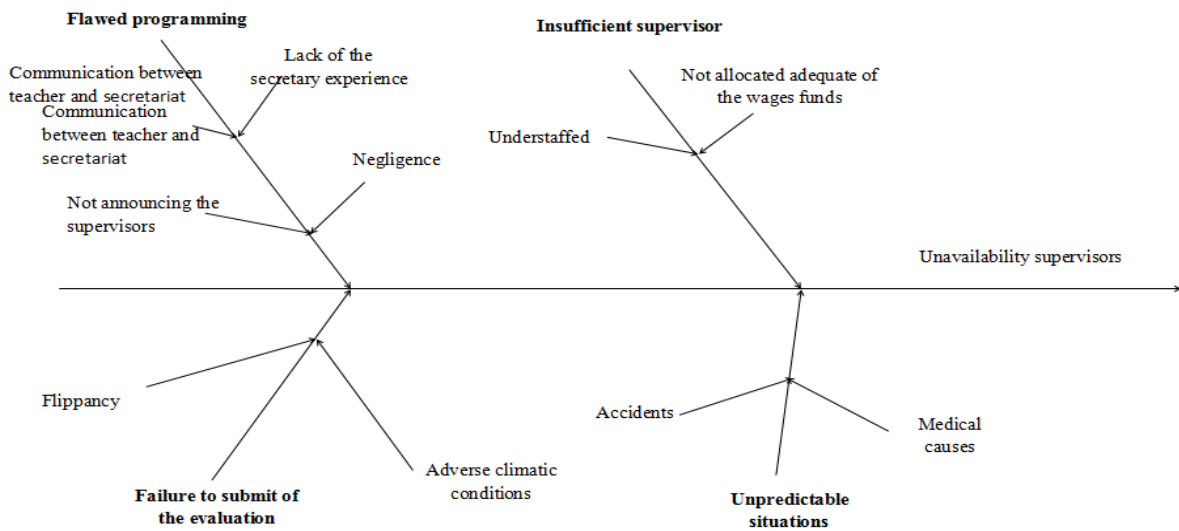 Flawed programming
Insufficient supervisor
Lack of the
secretary experience
Communication between
teacher and secretariat
Communication
between teacher and
secretariat
Not allocated adequate of
the wages funds
Understaffed
Negligence
Not announcing the
supervisors
Unavailability supervisors
Flippancy
Adverse climatic
conditions
Failure to submit of
the evaluation
Accidents
Medical
causes
Unpredictable
situations